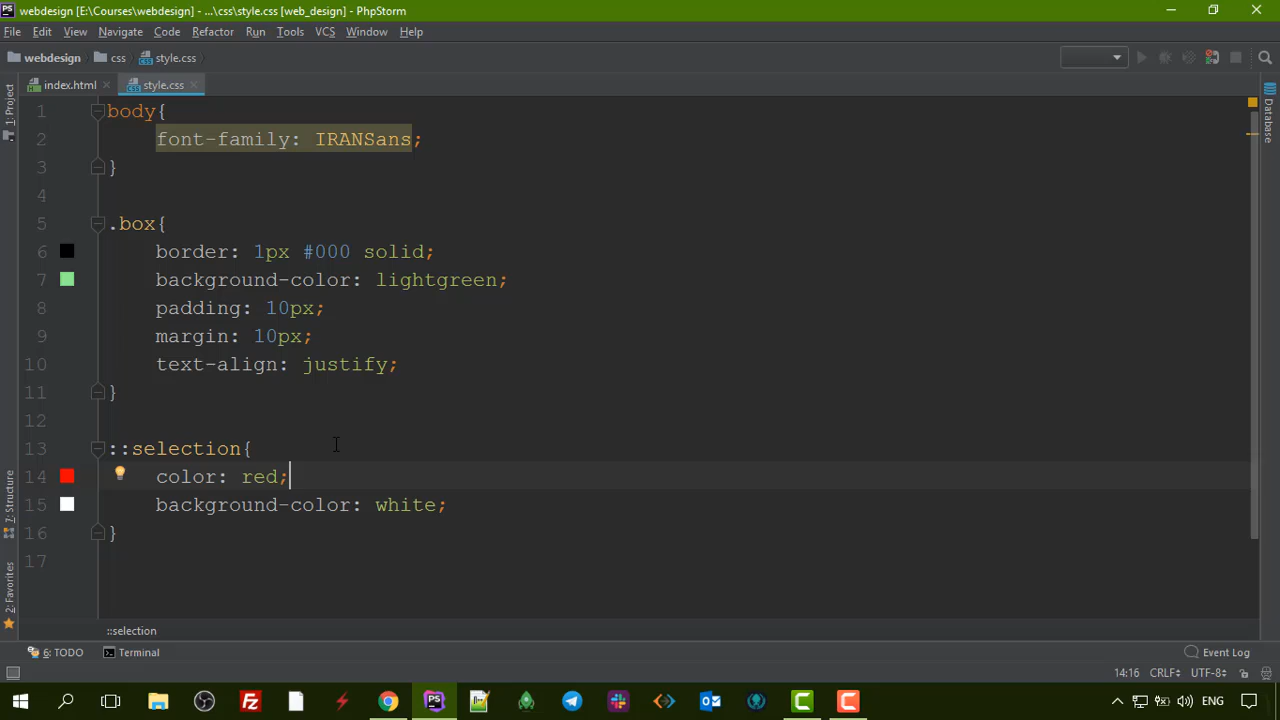 webdesign [E:\Courses\webdesign] - ...\css\style.css [web_design] - PhpStorm
File Edit View Navigate Code Refactor Run Tools VCS Window Help
webdesign css style.css
index.html style.css
1: Project
Database
1 body{
2 font-family: IRANSans;
3 }
4
5 .box{
6 border: 1px #000 solid;
7 background-color: lightgreen;
8 padding: 10px;
9 margin: 10px;
10 text-align: justify;
11 }
12
13 ::selection{
14 color: red;
15 background-color: white;
16 }
17
7: Structure
2: Favorites
::selection
6: TODO Terminal Event Log
14:16 CRLF UTF-8
PS ENG